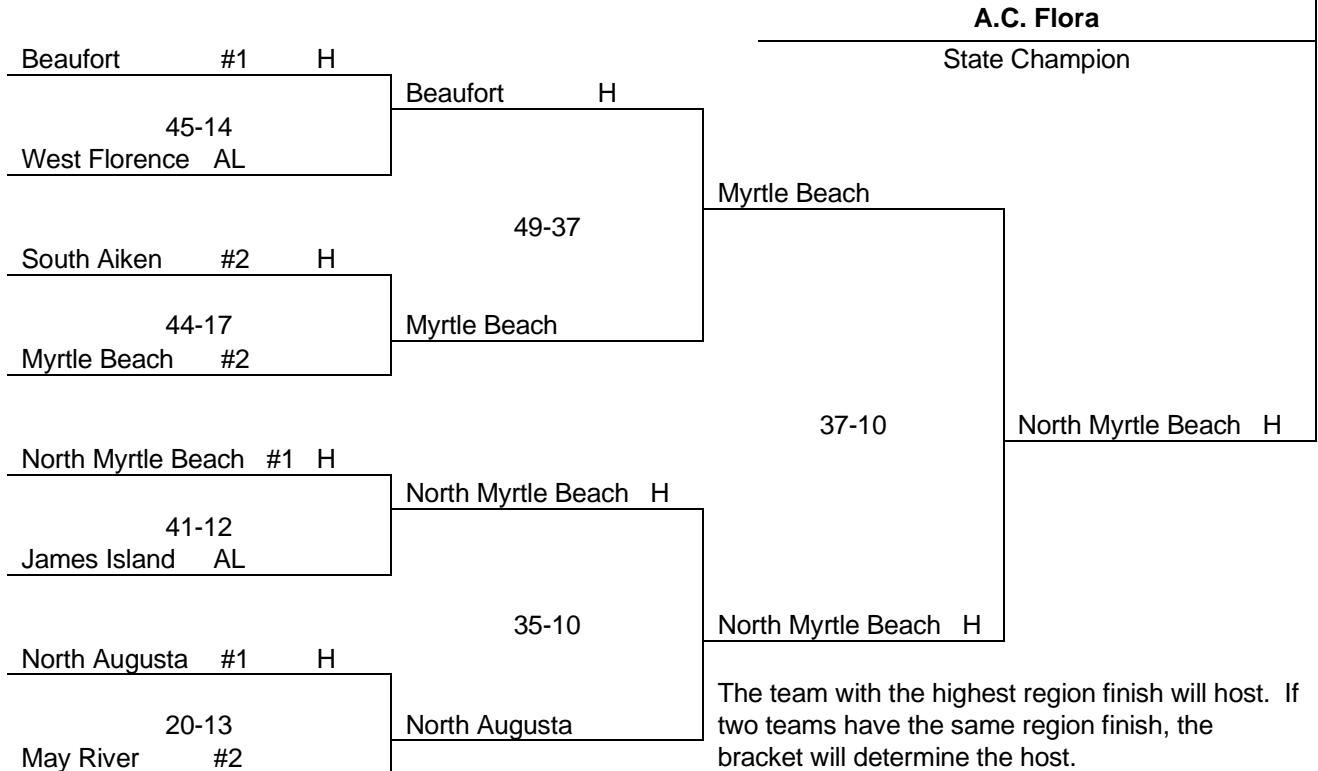 A.C. Flora
State Champion
Beaufort #1 H
Beaufort H
45-14
West Florence AL
Myrtle Beach
49-37
South Aiken #2 H
44-17
Myrtle Beach
Myrtle Beach #2
37-10
North Myrtle Beach H
North Myrtle Beach #1 H
North Myrtle Beach H
41-12
James Island AL
35-10
North Myrtle Beach H
North Augusta #1 H
20-13
North Augusta
May River #2
The team with the highest region finish will host. If
two teams have the same region finish, the
bracket will determine the host.